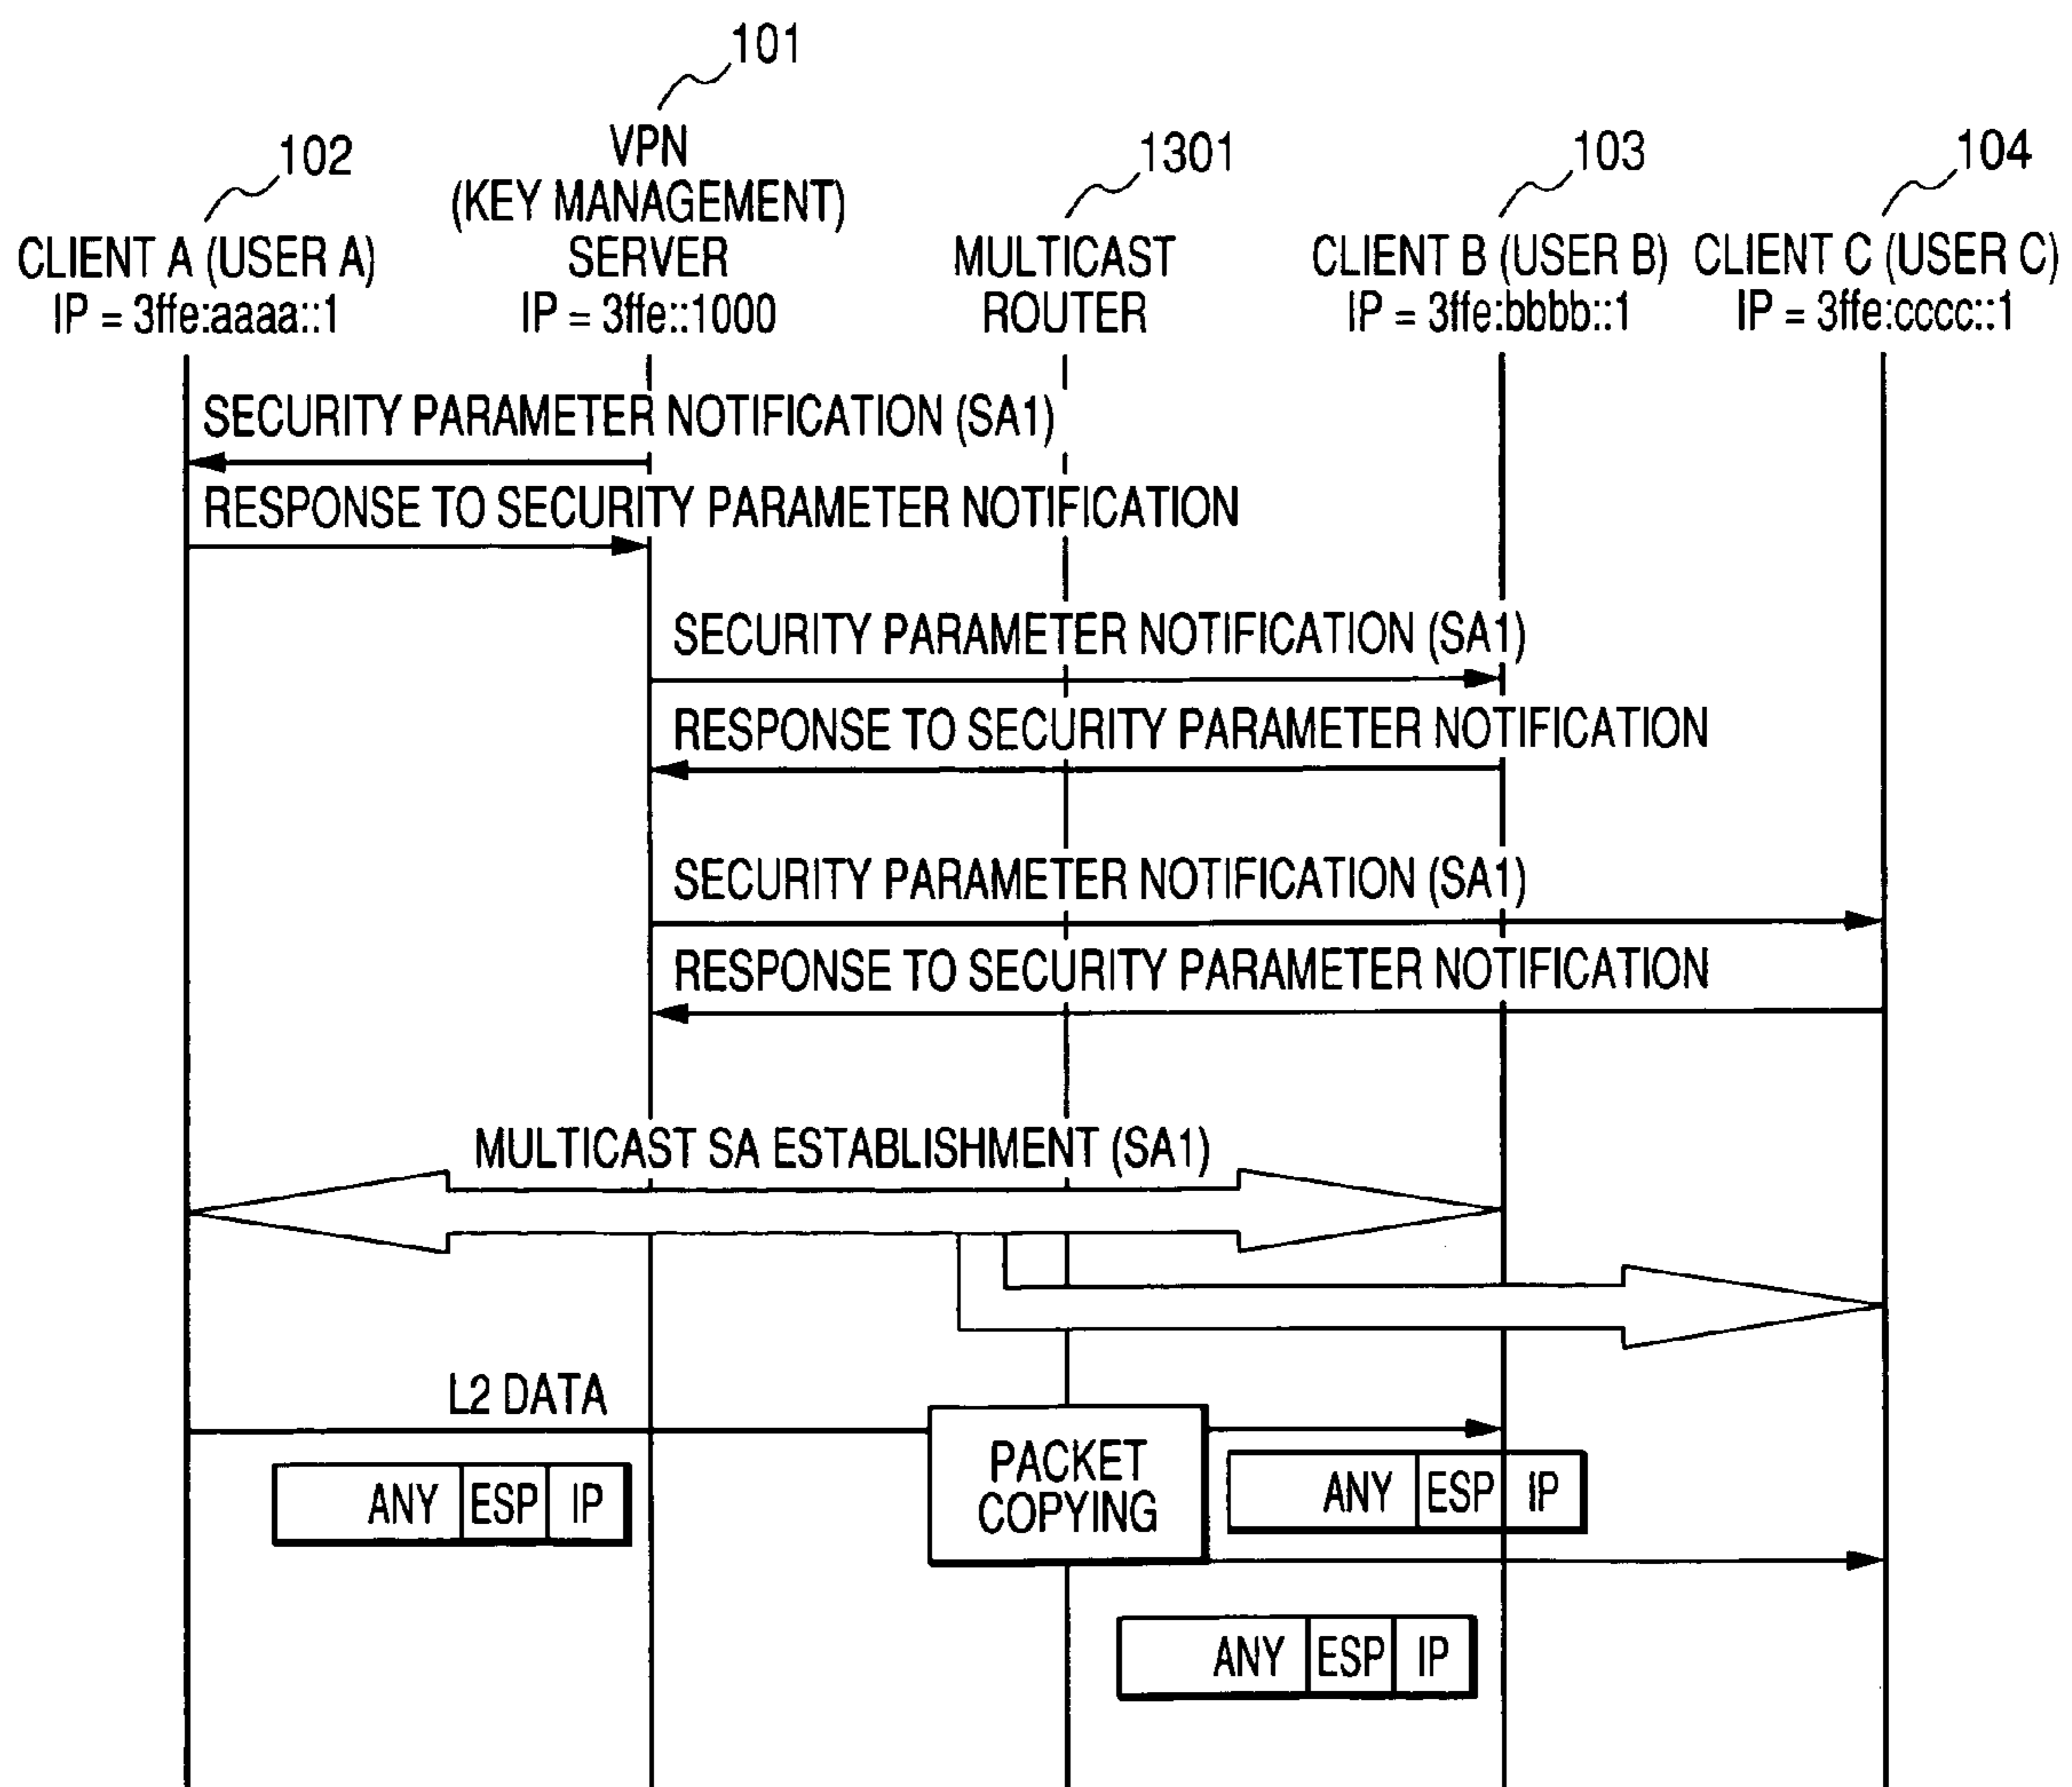 101
102
VPN
(KEY MANAGEMENT)
SERVER
IP = 3ffe::1000
1301
103
104
CLIENT A (USER A)
IP = 3ffe:aaaa::1
MULTICAST
ROUTER
CLIENT B (USER B)
IP = 3ffe:bbbb::1
CLIENT C (USER C)
IP = 3ffe:cccc::1
SECURITY PARAMETER NOTIFICATION (SA1)
RESPONSE TO SECURITY PARAMETER NOTIFICATION
SECURITY PARAMETER NOTIFICATION (SA1)
RESPONSE TO SECURITY PARAMETER NOTIFICATION
SECURITY PARAMETER NOTIFICATION (SA1)
RESPONSE TO SECURITY PARAMETER NOTIFICATION
MULTICAST SA ESTABLISHMENT (SA1)
L2 DATA
PACKET
COPYING
ANY ESP IP
ANY ESP IP
ANY ESP IP